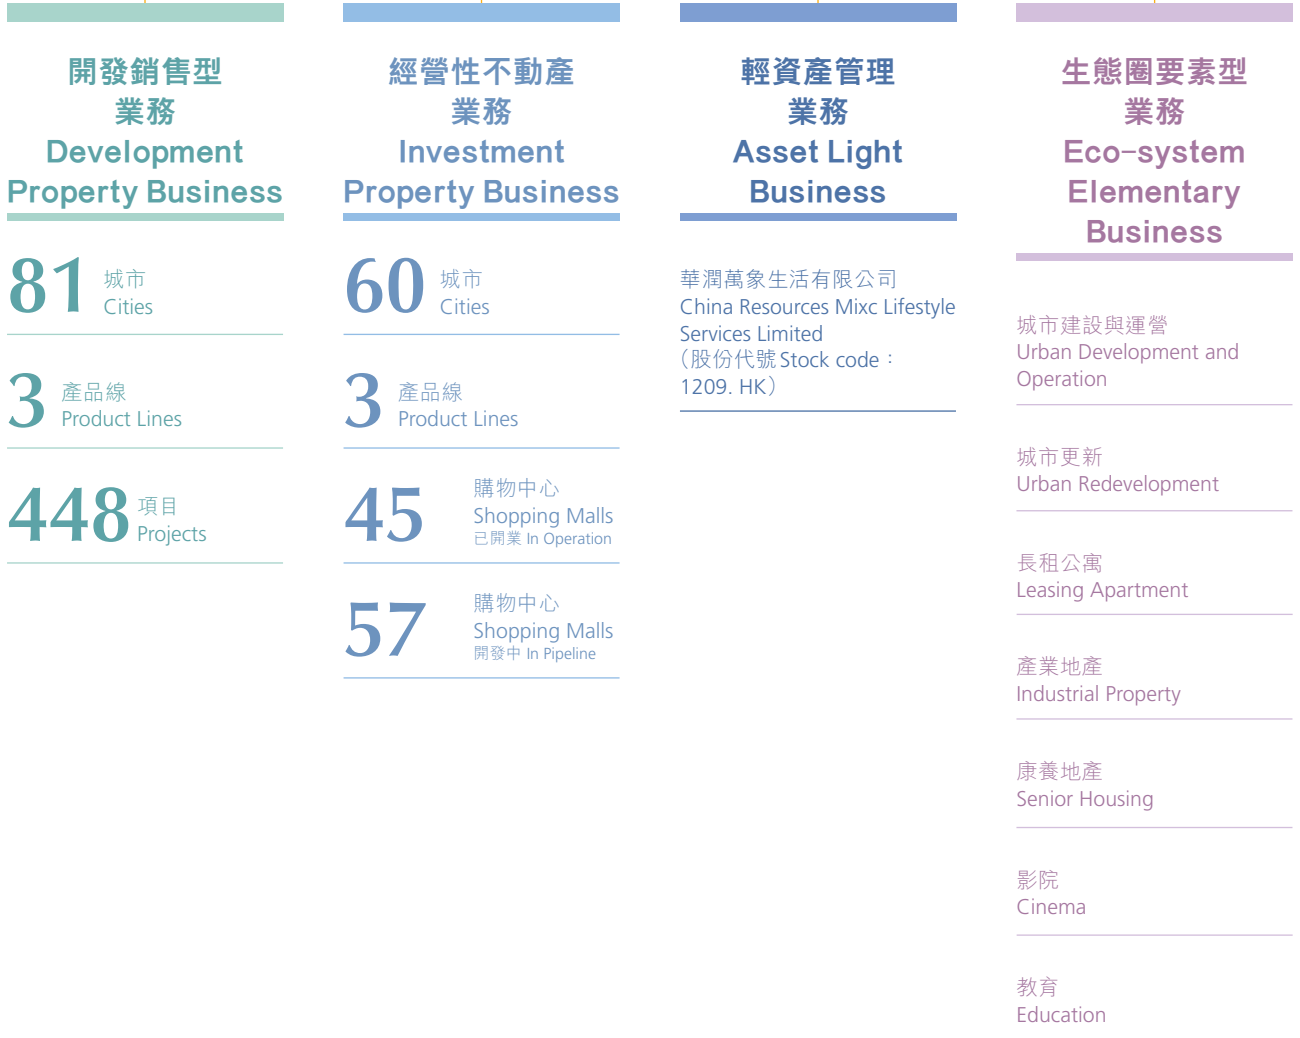 開發銷售型
業務
Development
Property Business
81 城市
Cities
3 產品線
Product Lines
448 項目
Projects
經營性不動產
業務
Investment
Property Business
60 城市
Cities
3 產品線
Product Lines
45 購物中心
Shopping Malls
已開業 In Operation
57 購物中心
Shopping Malls
開發中 In Pipeline
輕資產管理
業務
Asset Light
Business
華潤萬象生活有限公司
China Resources Mixc Lifestyle
Services Limited
（股份代號 Stock code：
1209. HK）
生態圈要素型
業務
Eco-system
Elementary
Business
城市建設與運營
Urban Development and
Operation
城市更新
Urban Redevelopment
長租公寓
Leasing Apartment
產業地產
Industrial Property
康養地產
Senior Housing
影院
Cinema
教育
Education